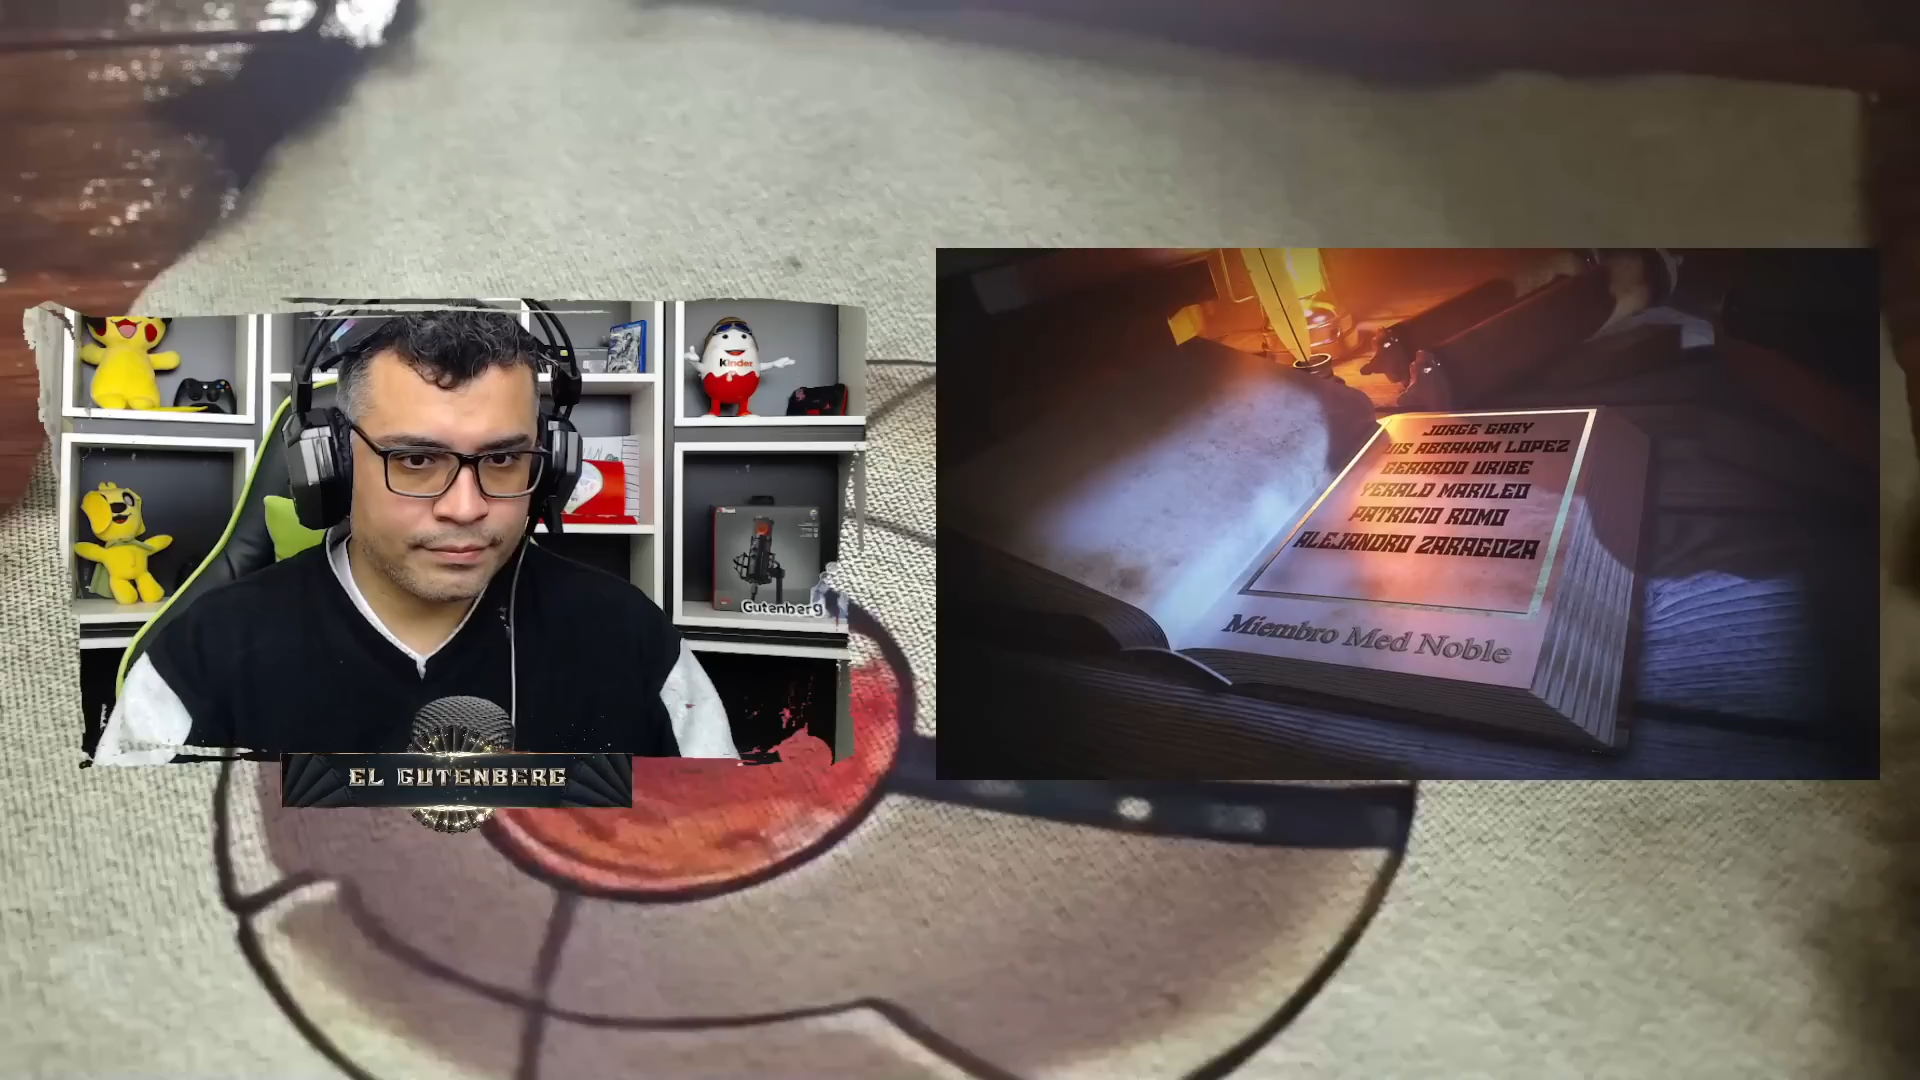 kinder
Gutenberg
EL GUTENBERG
JORGE GARY
UIS ABRAHAM LOPEZ
GERARDO URIBE
YERALD MARILEO
PATRICIO ROMO
ALEJANDRO ZARAGOZA
Miembro Med Noble